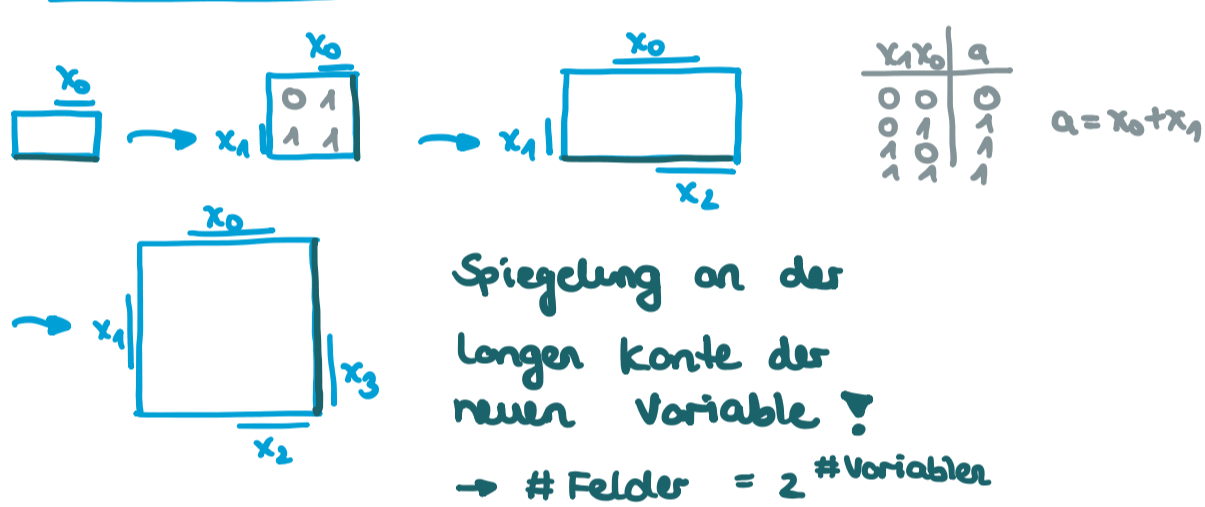 x₀
x₀
0 1
x₁ 1 1
x₀
x₁
x₂
x₁ x₀ a
0 0 0
0 1 1
1 0 1
1 1 1
a = x₀ + x₁
x₀
x₁
x₃
x₂
Spiegelung an der
langen Kante der
neuen Variable !
→ # Felder = 2^#Variablen